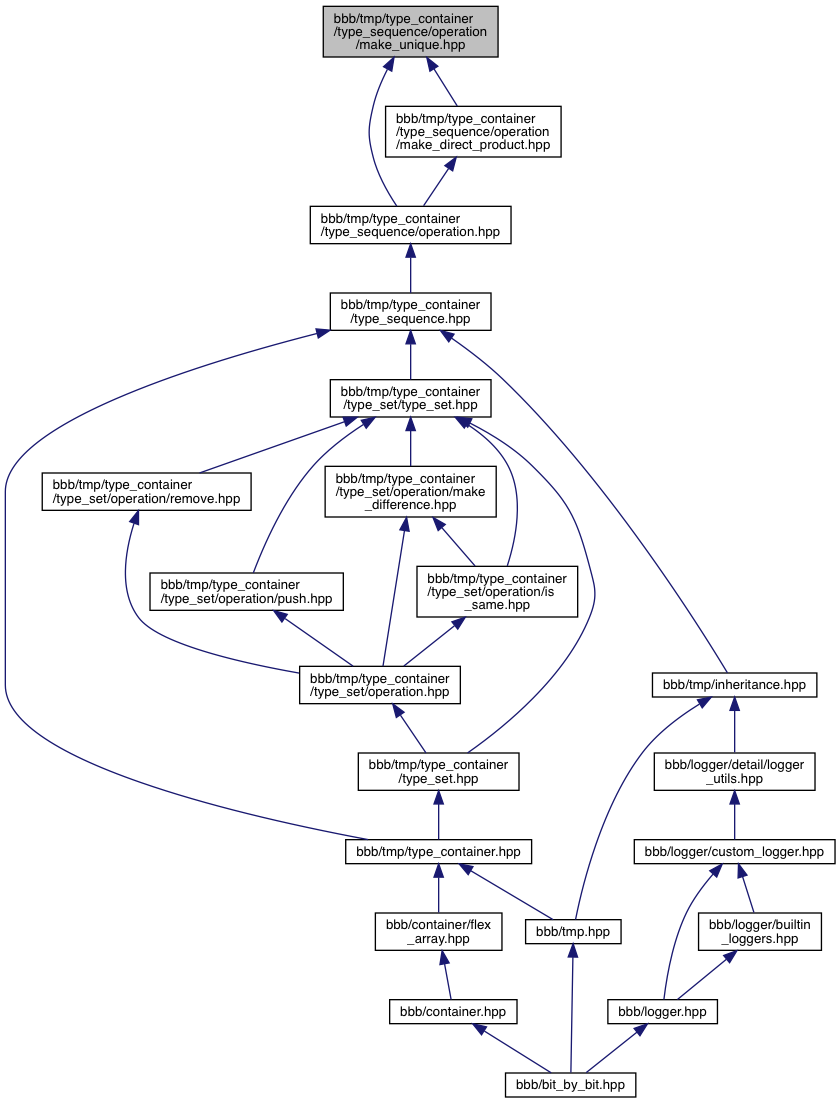 bbb/tmp/type_container
/type_sequence/operation
/make_unique.hpp
bbb/tmp/type_container
/type_sequence/operation
/make_direct_product.hpp
bbb/tmp/type_container
/type_sequence/operation.hpp
bbb/tmp/type_container
/type_sequence.hpp
bbb/tmp/type_container
/type_set/type_set.hpp
bbb/tmp/type_container
/type_set/operation/remove.hpp
bbb/tmp/type_container
/type_set/operation/make
_difference.hpp
bbb/tmp/type_container
/type_set/operation/push.hpp
bbb/tmp/type_container
/type_set/operation/is
_same.hpp
bbb/tmp/type_container
/type_set/operation.hpp
bbb/tmp/inheritance.hpp
bbb/tmp/type_container
/type_set.hpp
bbb/logger/detail/logger
_utils.hpp
bbb/tmp/type_container.hpp
bbb/logger/custom_logger.hpp
bbb/container/flex
_array.hpp
bbb/tmp.hpp
bbb/logger/builtin
_loggers.hpp
bbb/container.hpp
bbb/logger.hpp
bbb/bit_by_bit.hpp